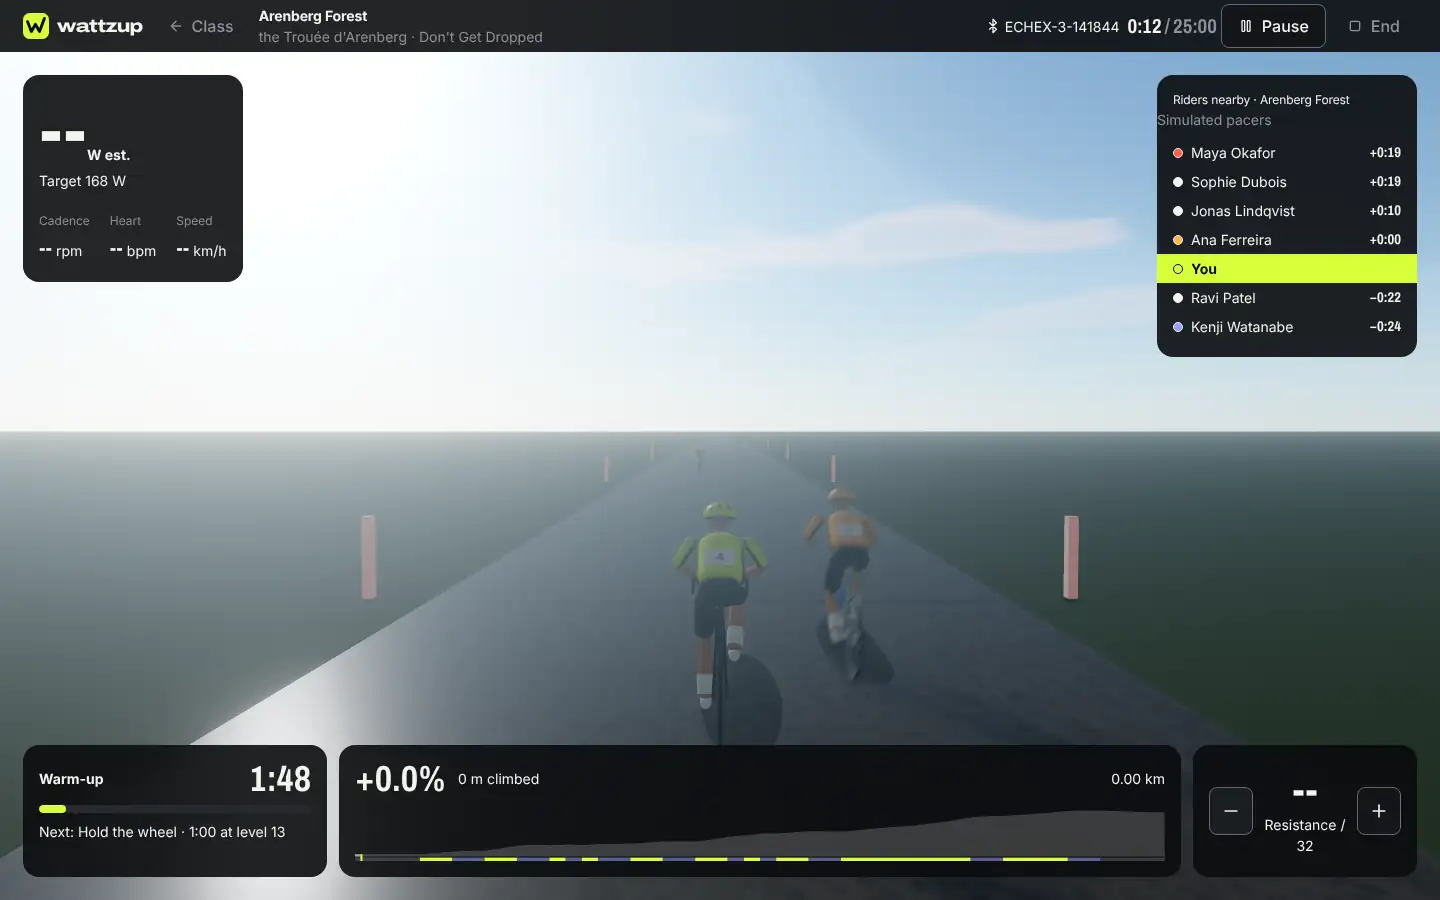 wattzup
← Class
Arenberg Forest
the Trouée d'Arenberg · Don't Get Dropped
ECHEX-3-141844
0:12 / 25:00
Pause
End
--
W est.
Target 168 W
Cadence Heart Speed
-- rpm -- bpm -- km/h
Riders nearby · Arenberg Forest
Simulated pacers
Maya Okafor +0:19
Sophie Dubois +0:19
Jonas Lindqvist +0:10
Ana Ferreira +0:00
You
Ravi Patel −0:22
Kenji Watanabe −0:24
Warm-up 1:48
Next: Hold the wheel · 1:00 at level 13
+0.0% 0 m climbed 0.00 km
−
--
Resistance /
32
+